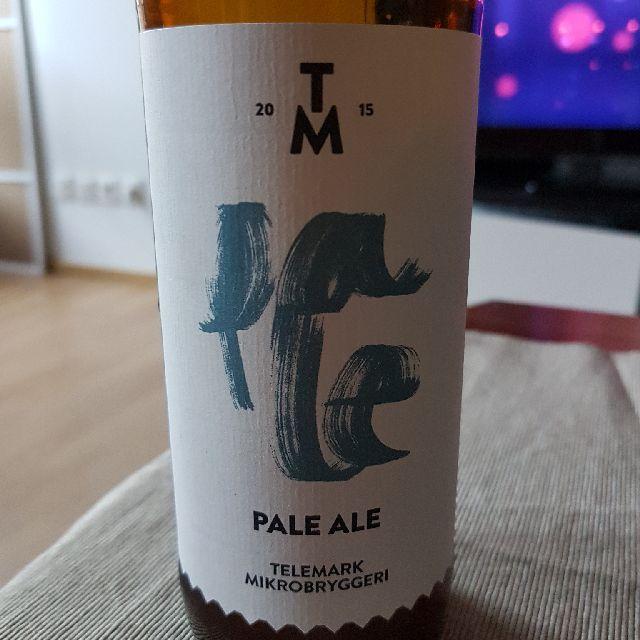 T
20 15
M
PALE ALE
TELEMARK
MIKROBRYGGERI